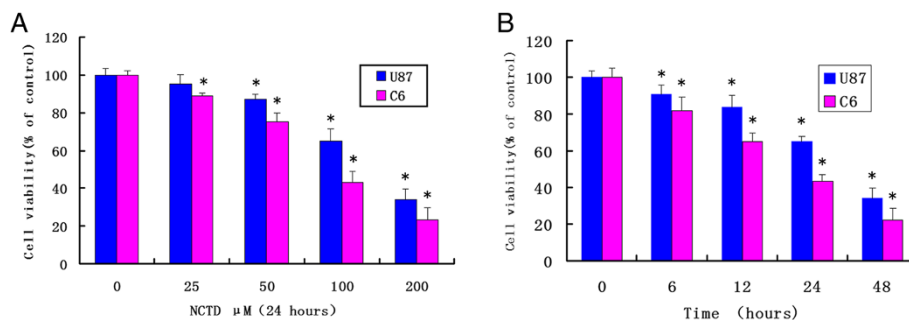 A
Cell viability(% of control)
120
100
80
60
40
20
0
* * * * * * *
U87
C6
0 25 50 100 200
NCTD μM (24 hours)
B
Cell viability(% of control)
120
100
80
60
40
20
0
* * * * * * * *
U87
C6
0 6 12 24 48
Time (hours)